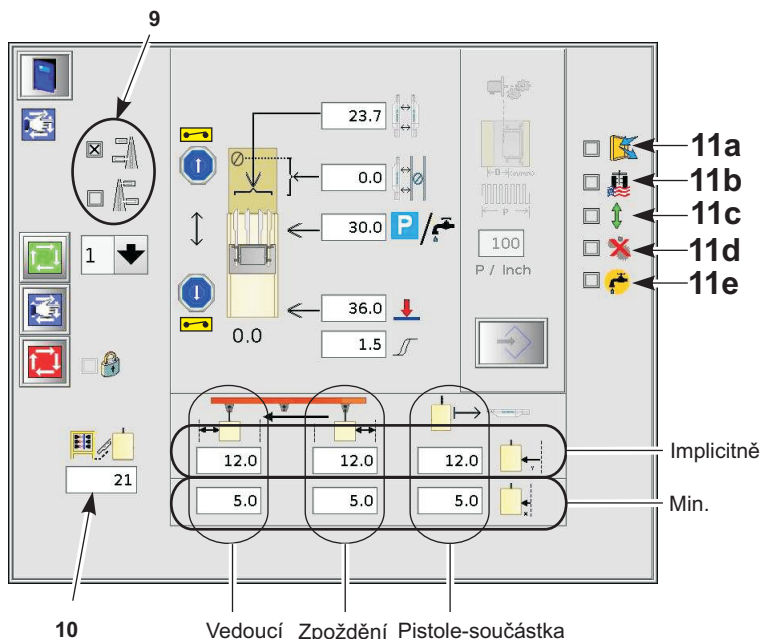 9
23.7
0.0
30.0 P/
36.0
1.5
0.0
1
D (mm)
P
100
P / Inch
11a
11b
11c
11d
11e
21
12.0 12.0 12.0 Y
Implicitně
5.0 5.0 5.0 x
Min.
10 Vedoucí Zpoždění Pistole-součástka